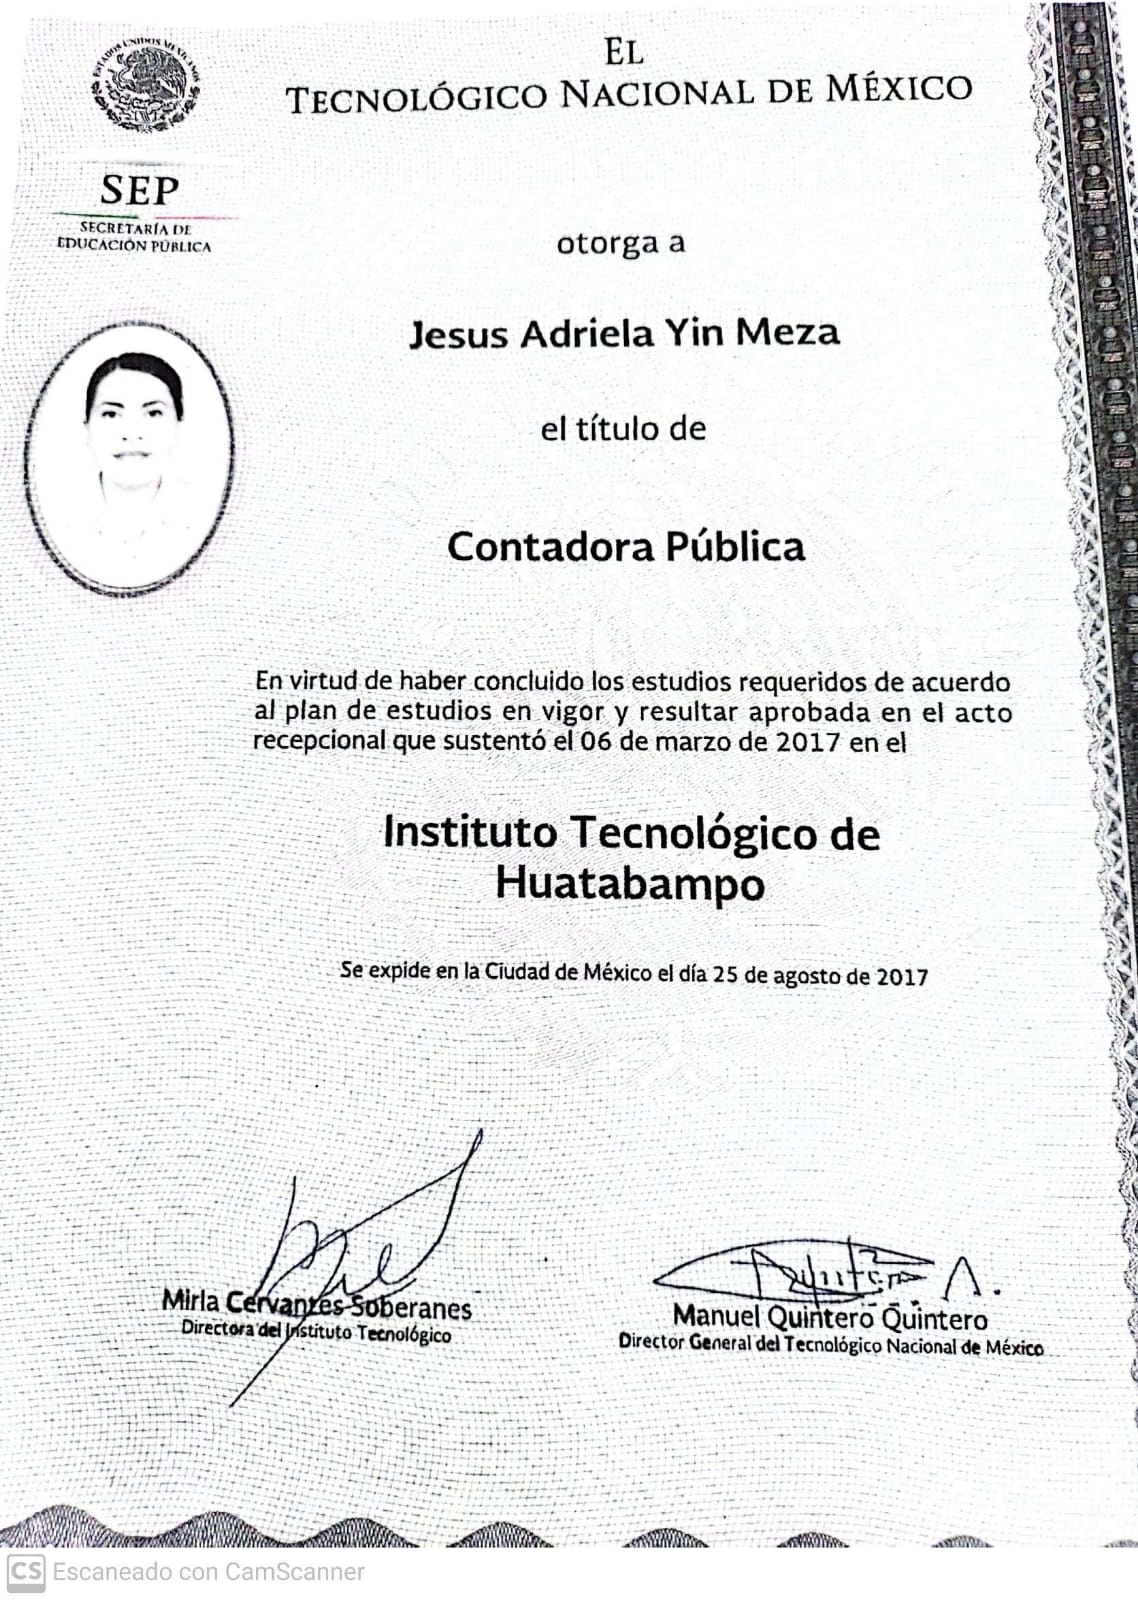 ESTADOS UNIDOS MEXICANOS
EL
TECNOLÓGICO NACIONAL DE MÉXICO
SEP
SECRETARÍA DE
EDUCACIÓN PÚBLICA
otorga a
Jesus Adriela Yin Meza
el título de
Contadora Pública
En virtud de haber concluido los estudios requeridos de acuerdo
al plan de estudios en vigor y resultar aprobada en el acto
recepcional que sustentó el 06 de marzo de 2017 en el
Instituto Tecnológico de
Huatabampo
Se expide en la Ciudad de México el día 25 de agosto de 2017
Mirla Cervantes Soberanes
Directora del Instituto Tecnológico
Manuel Quintero Quintero
Director General del Tecnológico Nacional de México
CS Escaneado con CamScanner